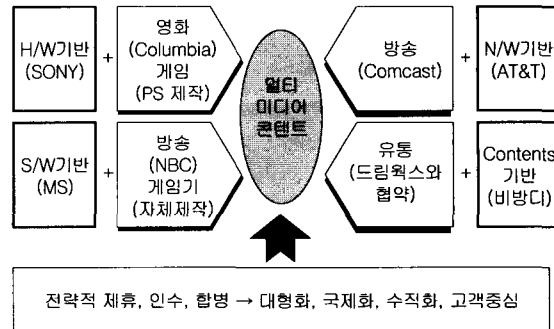 H/W기반
(SONY)
+
영화
(Columbia)
게임
(PS 제작)
멀티
미디어
콘텐트
방송
(Comcast)
+
N/W기반
(AT&T)
S/W기반
(MS)
+
방송
(NBC)
게임기
(자체제작)
유통
(드림웍스와
협약)
+
Contents
기반
(비방디)
전략적 제휴, 인수, 합병 → 대형화, 국제화, 수직화, 고객중심